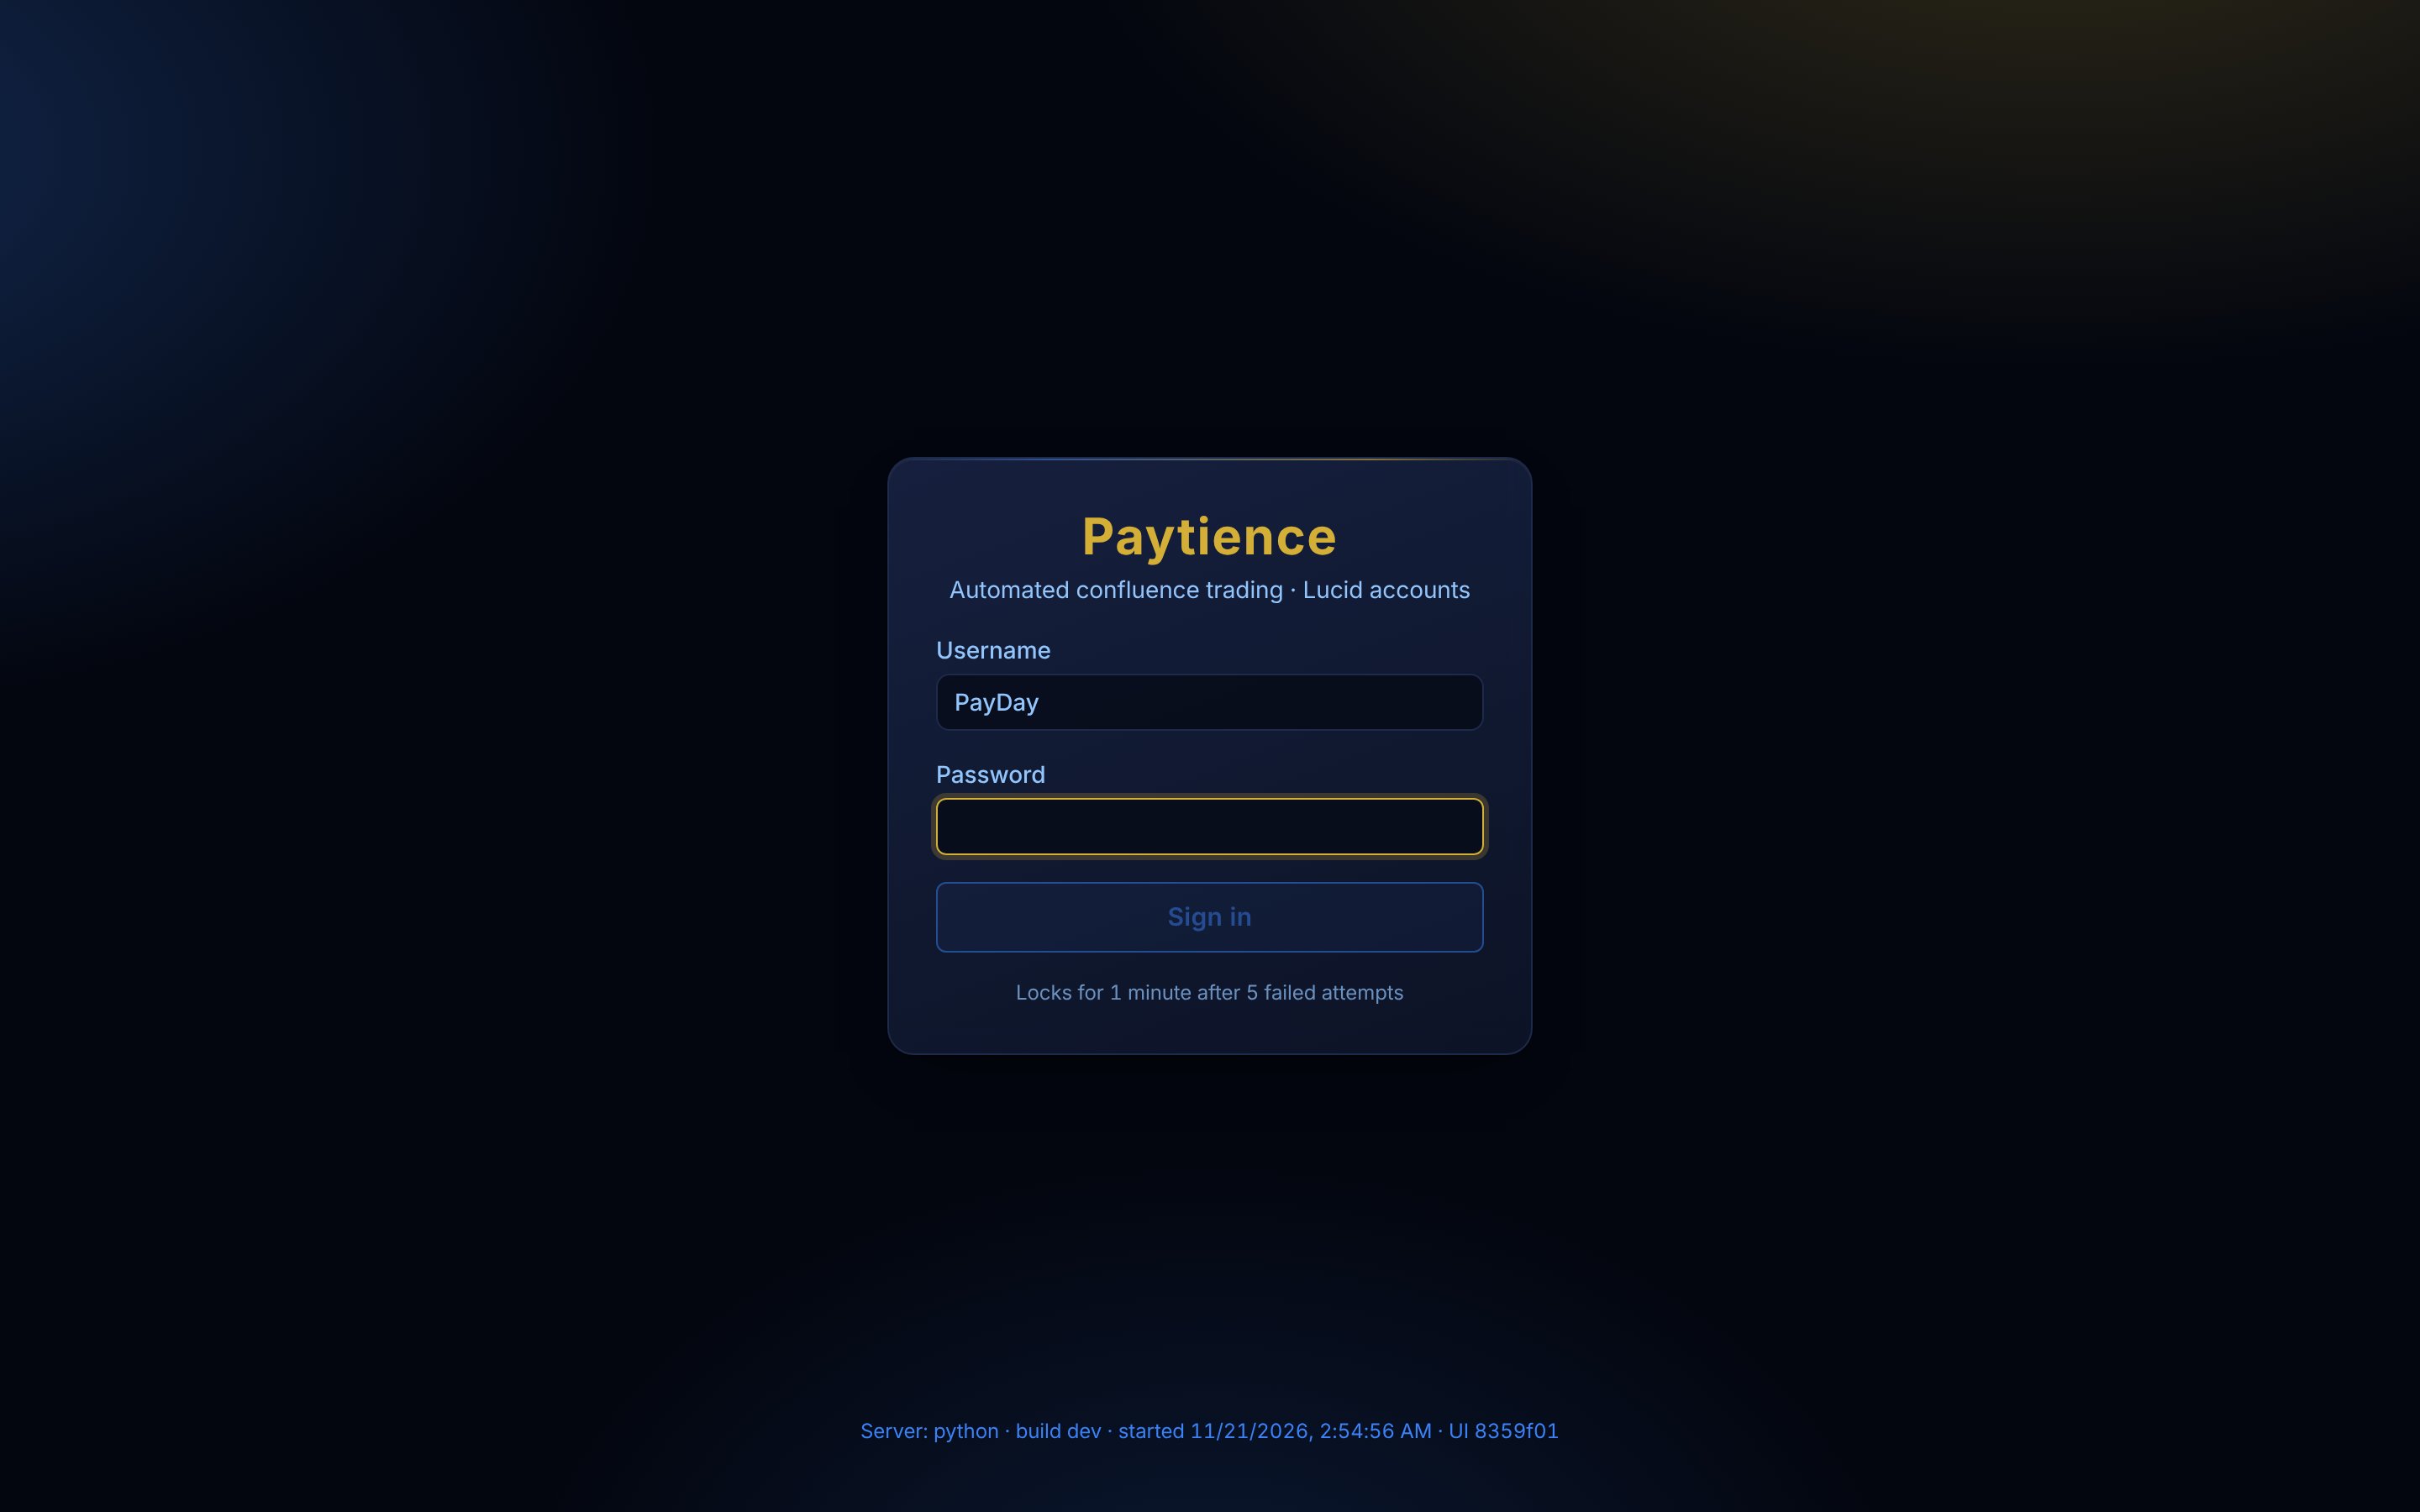 Paytience
Automated confluence trading · Lucid accounts
Username
PayDay
Password
Sign in
Locks for 1 minute after 5 failed attempts
Server: python · build dev · started 11/21/2026, 2:54:56 AM · UI 8359f01